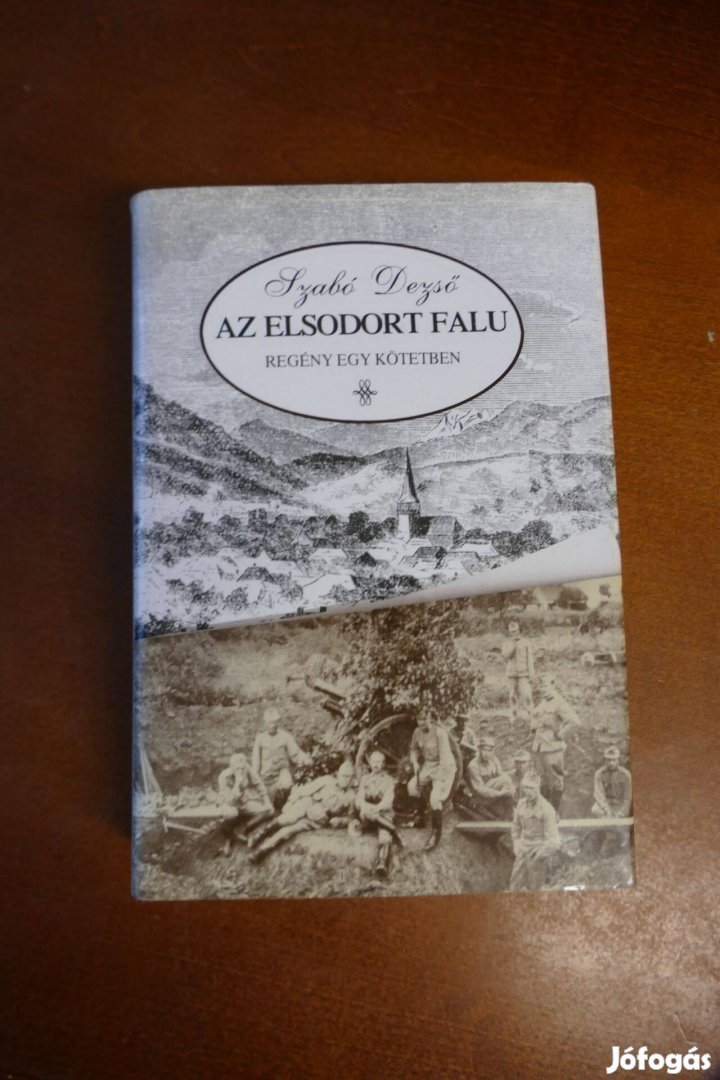 Szabó Dezső
AZ ELSODORT FALU
REGÉNY EGY KÖTETBEN
Jófogás